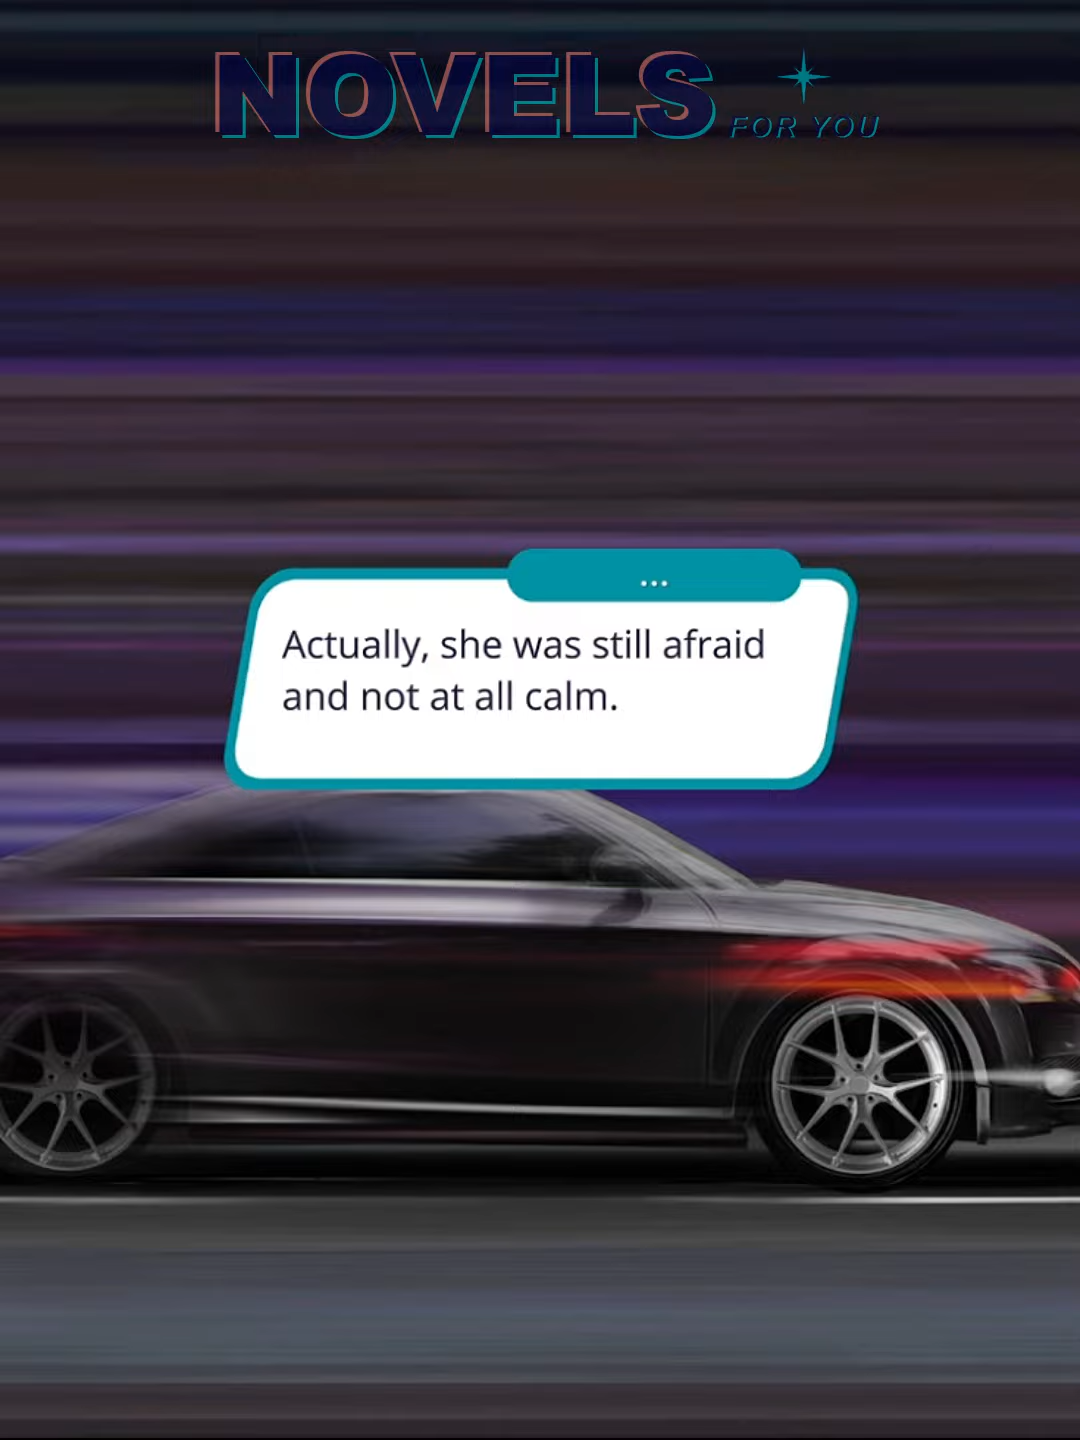 NOVELS
FOR YOU
...
Actually, she was still afraid
and not at all calm.